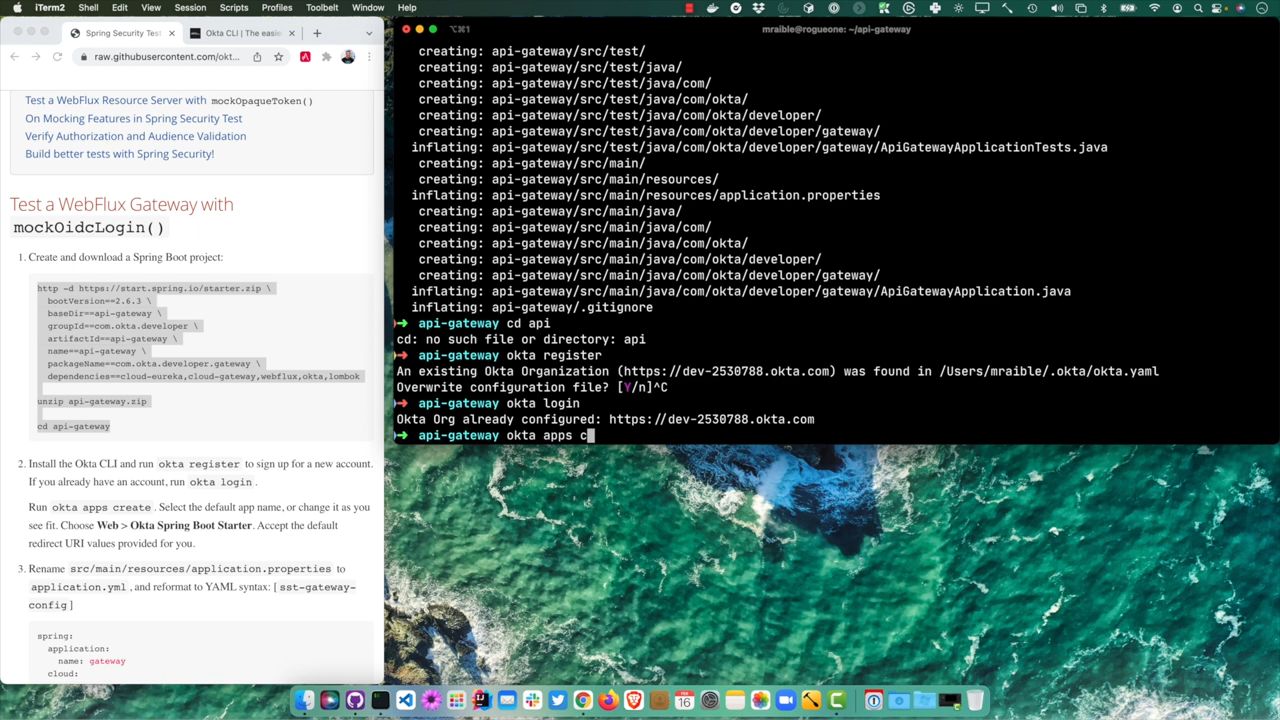 iTerm2 Shell Edit View Session Scripts Profiles Toolbelt Window Help
Spring Security Test
Okta CLI | The easie
raw.githubusercontent.com/okt...
Test a WebFlux Resource Server with mockOpaqueToken()
On Mocking Features in Spring Security Test
Verify Authorization and Audience Validation
Build better tests with Spring Security!
Test a WebFlux Gateway with
mockOidcLogin()
1. Create and download a Spring Boot project:
http -d https://start.spring.io/starter.zip \
bootVersion==2.6.3 \
baseDir==api-gateway \
groupId==com.okta.developer \
artifactId==api-gateway \
name==api-gateway \
packageName==com.okta.developer.gateway \
dependencies==cloud-eureka,cloud-gateway,webflux,okta,lombok
unzip api-gateway.zip
cd api-gateway
2. Install the Okta CLI and run okta register to sign up for a new account.
If you already have an account, run okta login.
Run okta apps create. Select the default app name, or change it as you
see fit. Choose Web > Okta Spring Boot Starter. Accept the default
redirect URI values provided for you.
3. Rename src/main/resources/application.properties to
application.yml, and reformat to YAML syntax: [ sst-gateway-
config ]
spring:
application:
name: gateway
cloud:
⌥⌘1
mraible@rogueone: ~/api-gateway
creating: api-gateway/src/test/
creating: api-gateway/src/test/java/
creating: api-gateway/src/test/java/com/
creating: api-gateway/src/test/java/com/okta/
creating: api-gateway/src/test/java/com/okta/developer/
creating: api-gateway/src/test/java/com/okta/developer/gateway/
inflating: api-gateway/src/test/java/com/okta/developer/gateway/ApiGatewayApplicationTests.java
creating: api-gateway/src/main/
creating: api-gateway/src/main/resources/
inflating: api-gateway/src/main/resources/application.properties
creating: api-gateway/src/main/java/
creating: api-gateway/src/main/java/com/
creating: api-gateway/src/main/java/com/okta/
creating: api-gateway/src/main/java/com/okta/developer/
creating: api-gateway/src/main/java/com/okta/developer/gateway/
inflating: api-gateway/src/main/java/com/okta/developer/gateway/ApiGatewayApplication.java
inflating: api-gateway/.gitignore
➜ api-gateway cd api
cd: no such file or directory: api
➜ api-gateway okta register
An existing Okta Organization (https://dev-2530788.okta.com) was found in /Users/mraible/.okta/okta.yaml
Overwrite configuration file? [Y/n]^C
➜ api-gateway okta login
Okta Org already configured: https://dev-2530788.okta.com
➜ api-gateway okta apps c
FEB
16